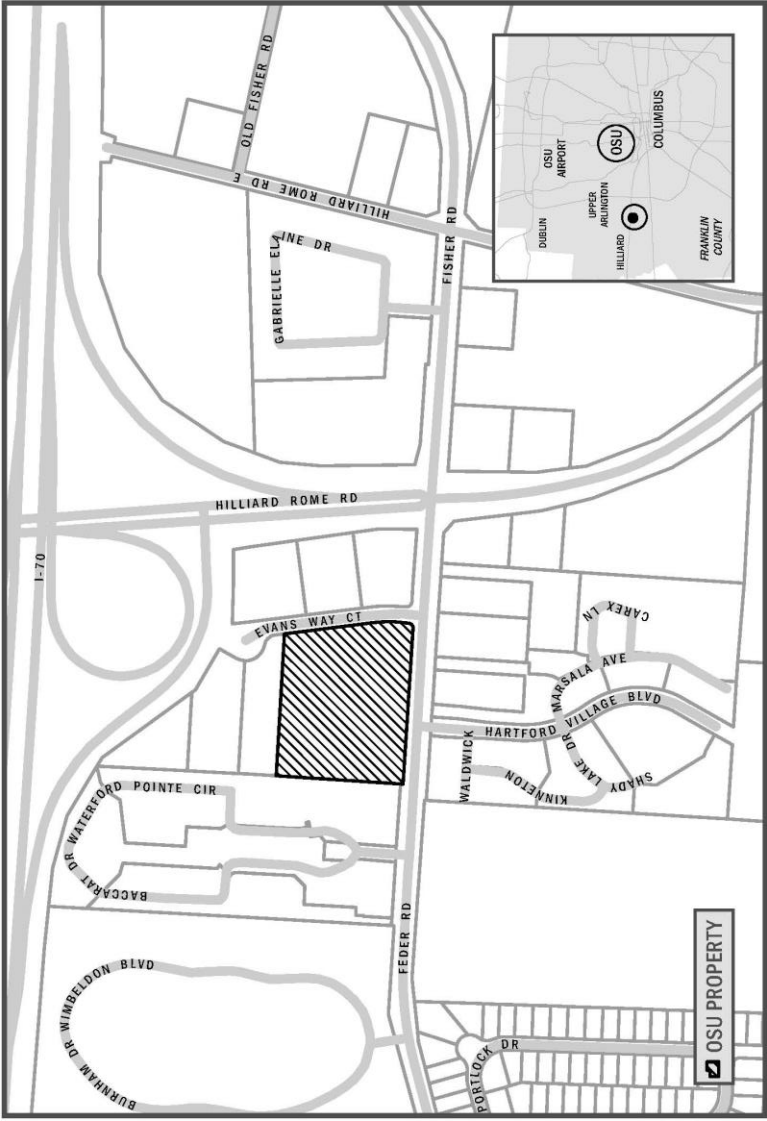 I-70
BURNHAM DR
WIMBELDON BLVD
BACCARAT DR
WATERFORD POINTE CIR
EVANS WAY CT
HILLIARD ROME RD
GABRIELLE ELAINE DR
HILLIARD ROME RD E
OLD FISHER RD
FEDER RD
FISHER RD
PORTLOCK DR
WALDWICK
KINNETON
SHADY LAKE DR
HARTFORD VILLAGE BLVD
MARSALA AVE
CAREX LN
DUBLIN
OSU
AIRPORT
UPPER
ARLINGTON
HILLIARD
OSU
COLUMBUS
FRANKLIN
COUNTY
OSU PROPERTY